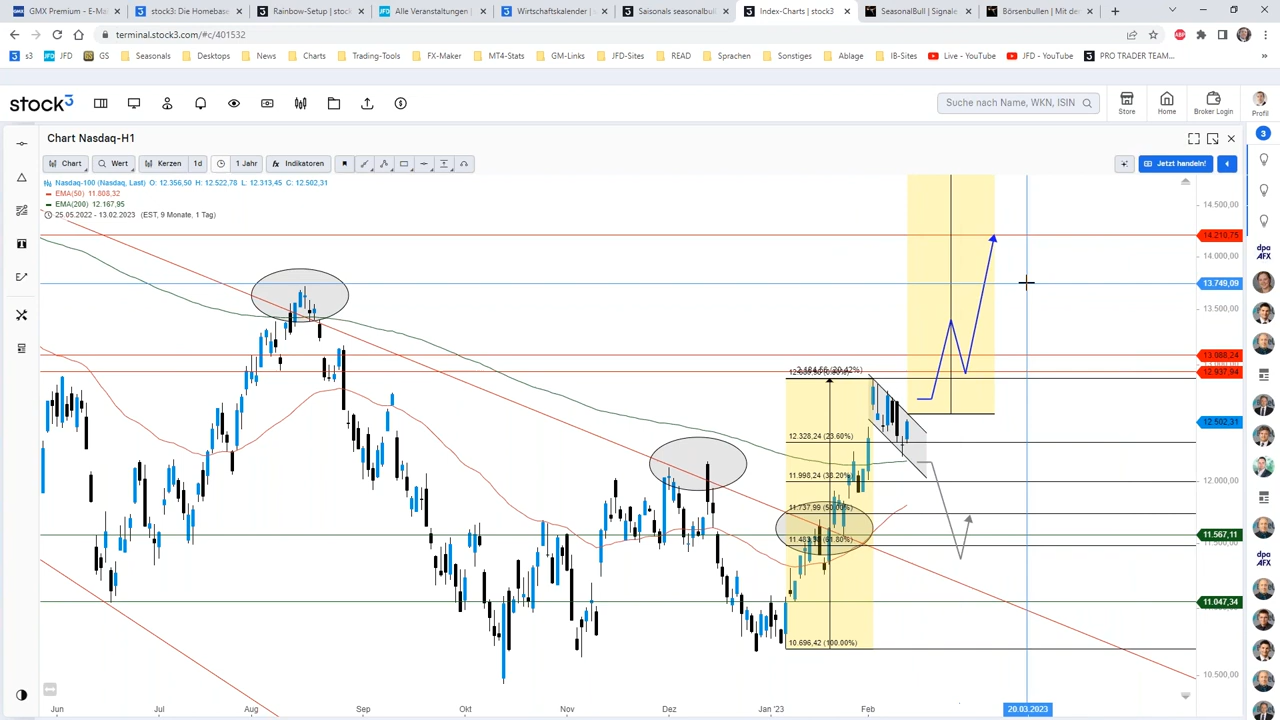 GMX Premium - E-Ma
stock3: Die Homebase
Rainbow-Setup | stock
Alle Veranstaltungen |
Wirtschaftskalender |
Saisonals seasonalbul
Index-Charts | stock3
SeasonalBull | Signale
Börsenbullen | Mit de
terminal.stock3.com/#c/401532
s3
JFD
GS
Seasonals
Desktops
News
Charts
Trading-Tools
FX-Maker
MT4-Stats
GM-Links
JFD-Sites
READ
Sprachen
Sonstiges
Ablage
IB-Sites
Live - YouTube
JFD - YouTube
PRO TRADER TEAM...
stock3
Suche nach Name, WKN, ISIN
Store
Home
Broker Login
Profil
Chart Nasdaq-H1
3
Chart
Wert
Kerzen
1d
1 Jahr
fx Indikatoren
Jetzt handeln!
Nasdaq-100 (Nasdaq, Last) O: 12.356,50 H: 12.522,78 L: 12.313,45 C: 12.502,31
EMA(50) 11.808,32
EMA(200) 12.167,95
25.05.2022 - 13.02.2023 (EST, 9 Monate, 1 Tag)
14.500,00
14.210,75
14.000,00
13.749,09
13.500,00
13.088,24
12.937,94
12.502,31
12.328,24 (23.60%)
11.998,24 (38.20%)
12.000,00
11.737,99 (50.00%)
11.567,11
11.047,34
10.696,42 (100.00%)
10.500,00
dpa
AFX
dpa
AFX
Jun
Jul
Aug
Sep
Okt
Nov
Dez
Jan '23
Feb
20.03.2023